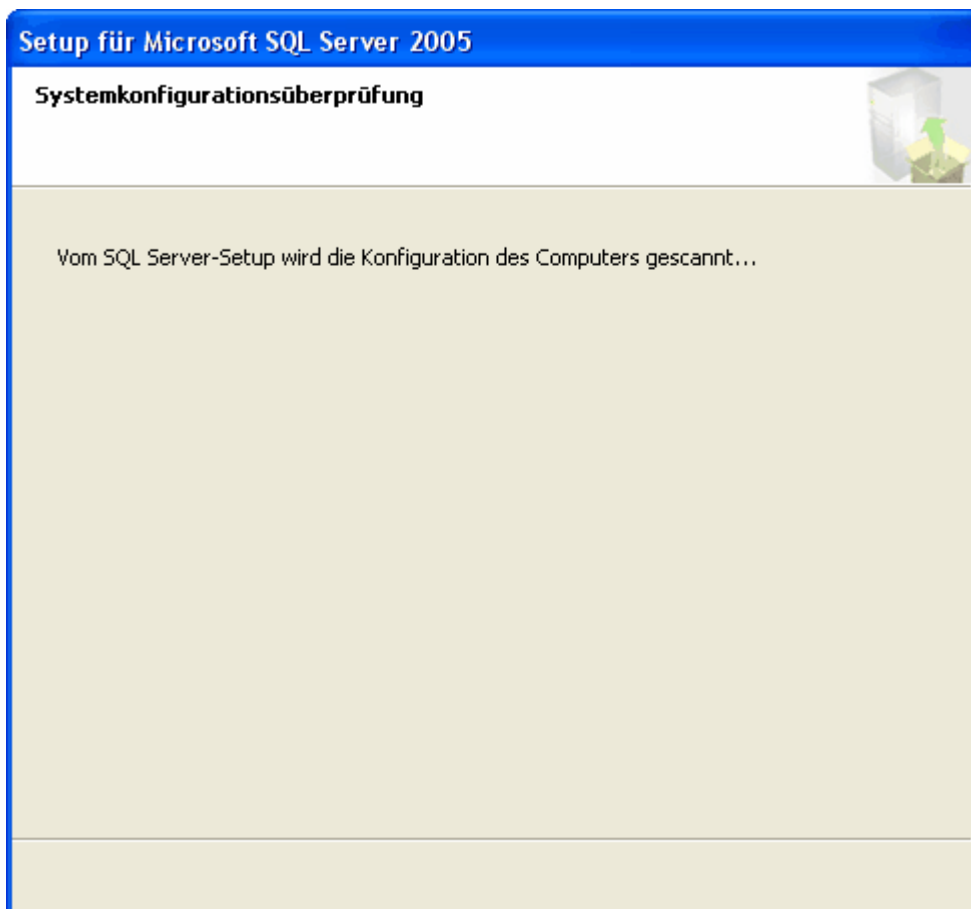 Setup für Microsoft SQL Server 2005
Systemkonfigurationsüberprüfung
Vom SQL Server-Setup wird die Konfiguration des Computers gescannt...